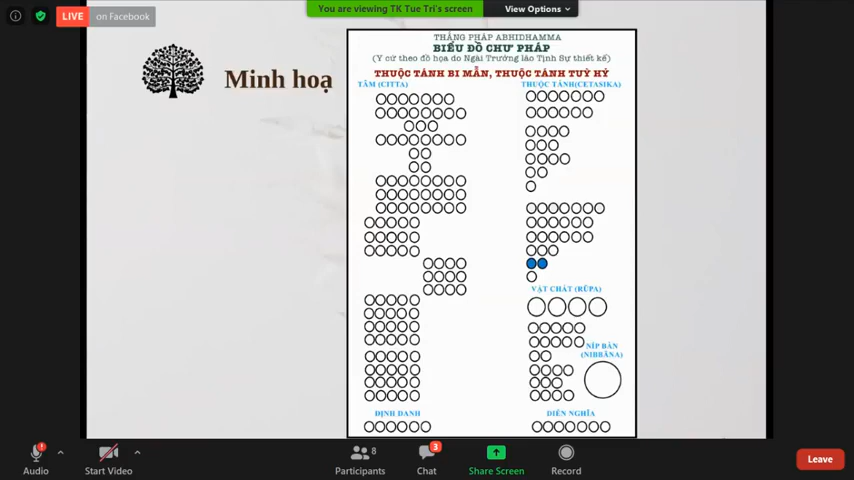 LIVE on Facebook
You are viewing TK Tue Tri's screen
View Options
Minh hoạ
THẮNG PHÁP ABHIDHAMMA
BIỂU ĐỒ CHƯ PHÁP
(Y cứ theo đồ họa do Ngài Trưởng lão Tịnh Sự thiết kế)
THUỘC TÁNH BI MẪN, THUỘC TÁNH TUỲ HỶ
TÂM (CITTA)
THUỘC TÁNH(CETASIKA)
VẬT CHẤT (RŪPA)
NÍP BÀN
(NIBBĀNA)
ĐỊNH DANH
DIỄN NGHĨA
Audio
Start Video
8
Participants
3
Chat
Share Screen
Record
Leave